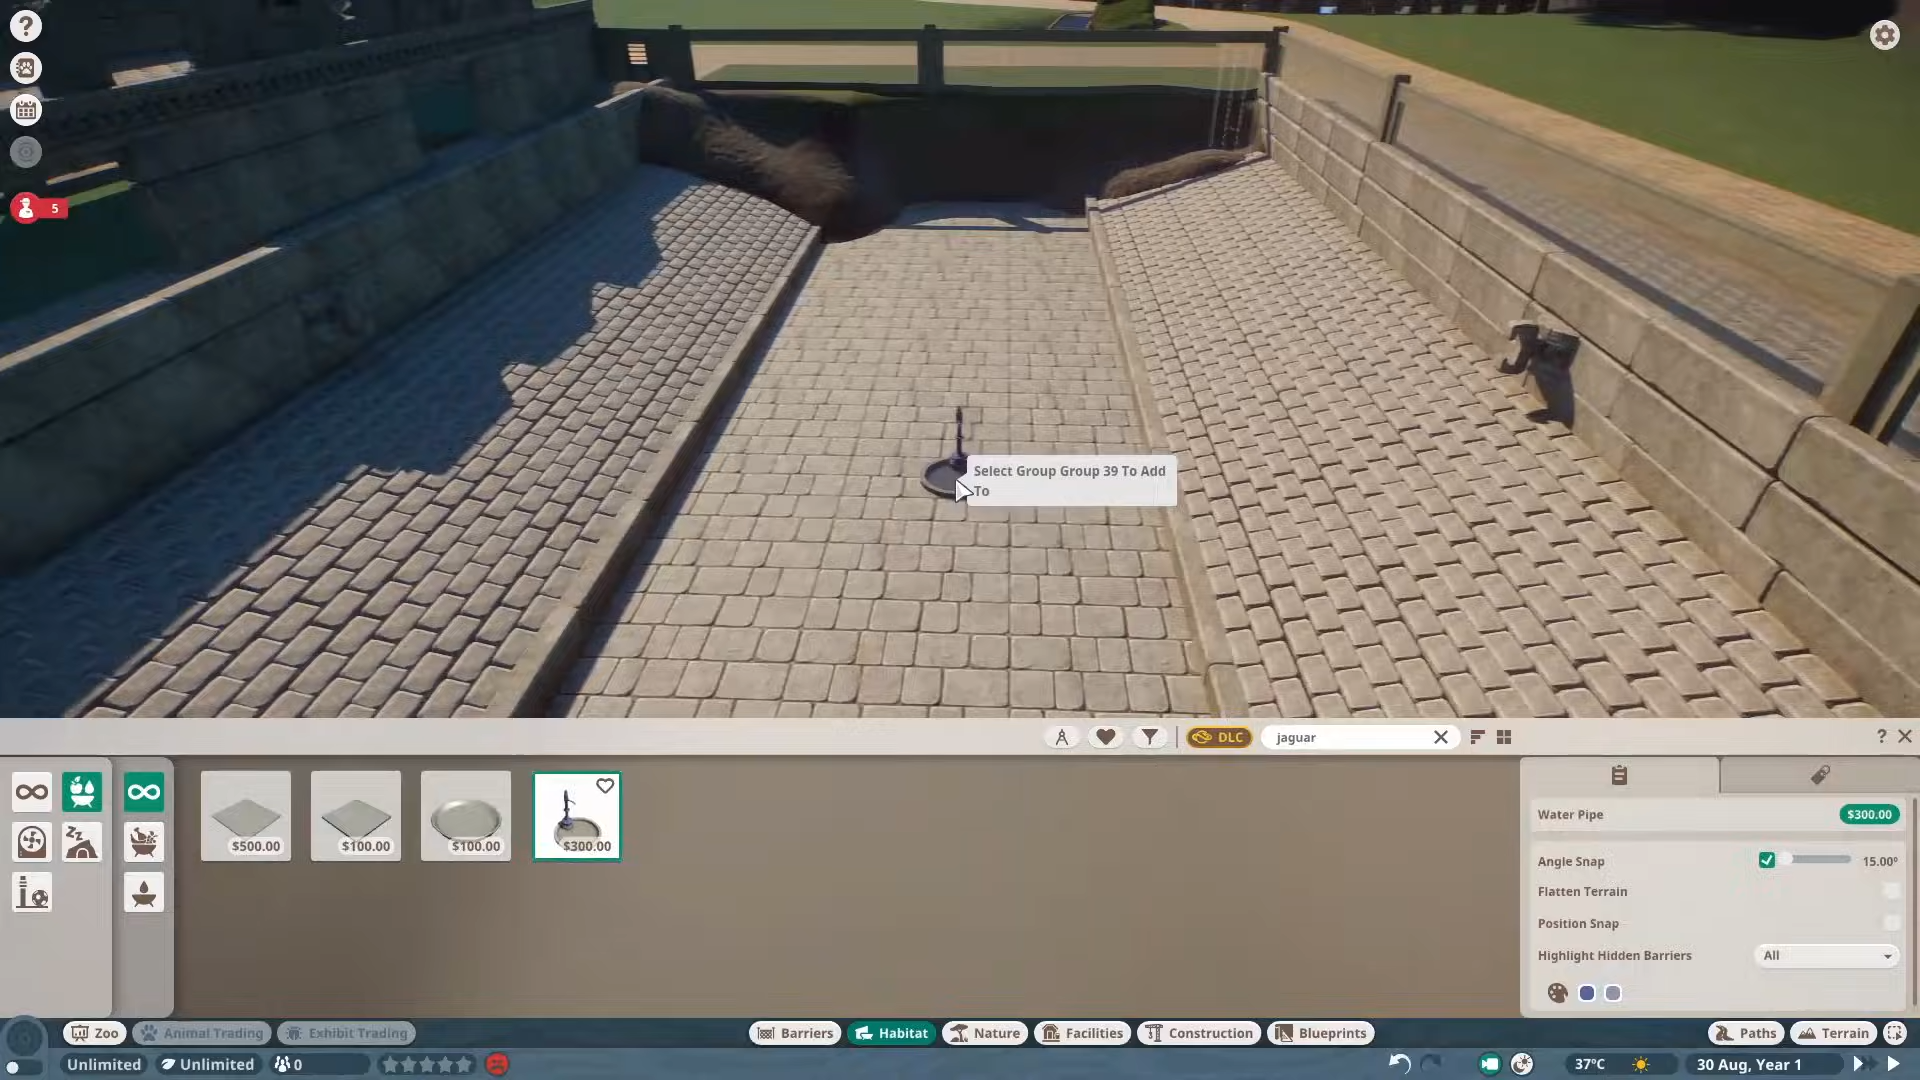 ?
5
Select Group Group 39 To Add
To
DLC
jaguar
?
$500.00
$100.00
$100.00
$300.00
Water Pipe
$300.00
Angle Snap
15.00°
Flatten Terrain
Position Snap
Highlight Hidden Barriers
All
Zoo
Animal Trading
Exhibit Trading
Barriers
Habitat
Nature
Facilities
Construction
Blueprints
Paths
Terrain
Unlimited
Unlimited
0
37°C
30 Aug, Year 1